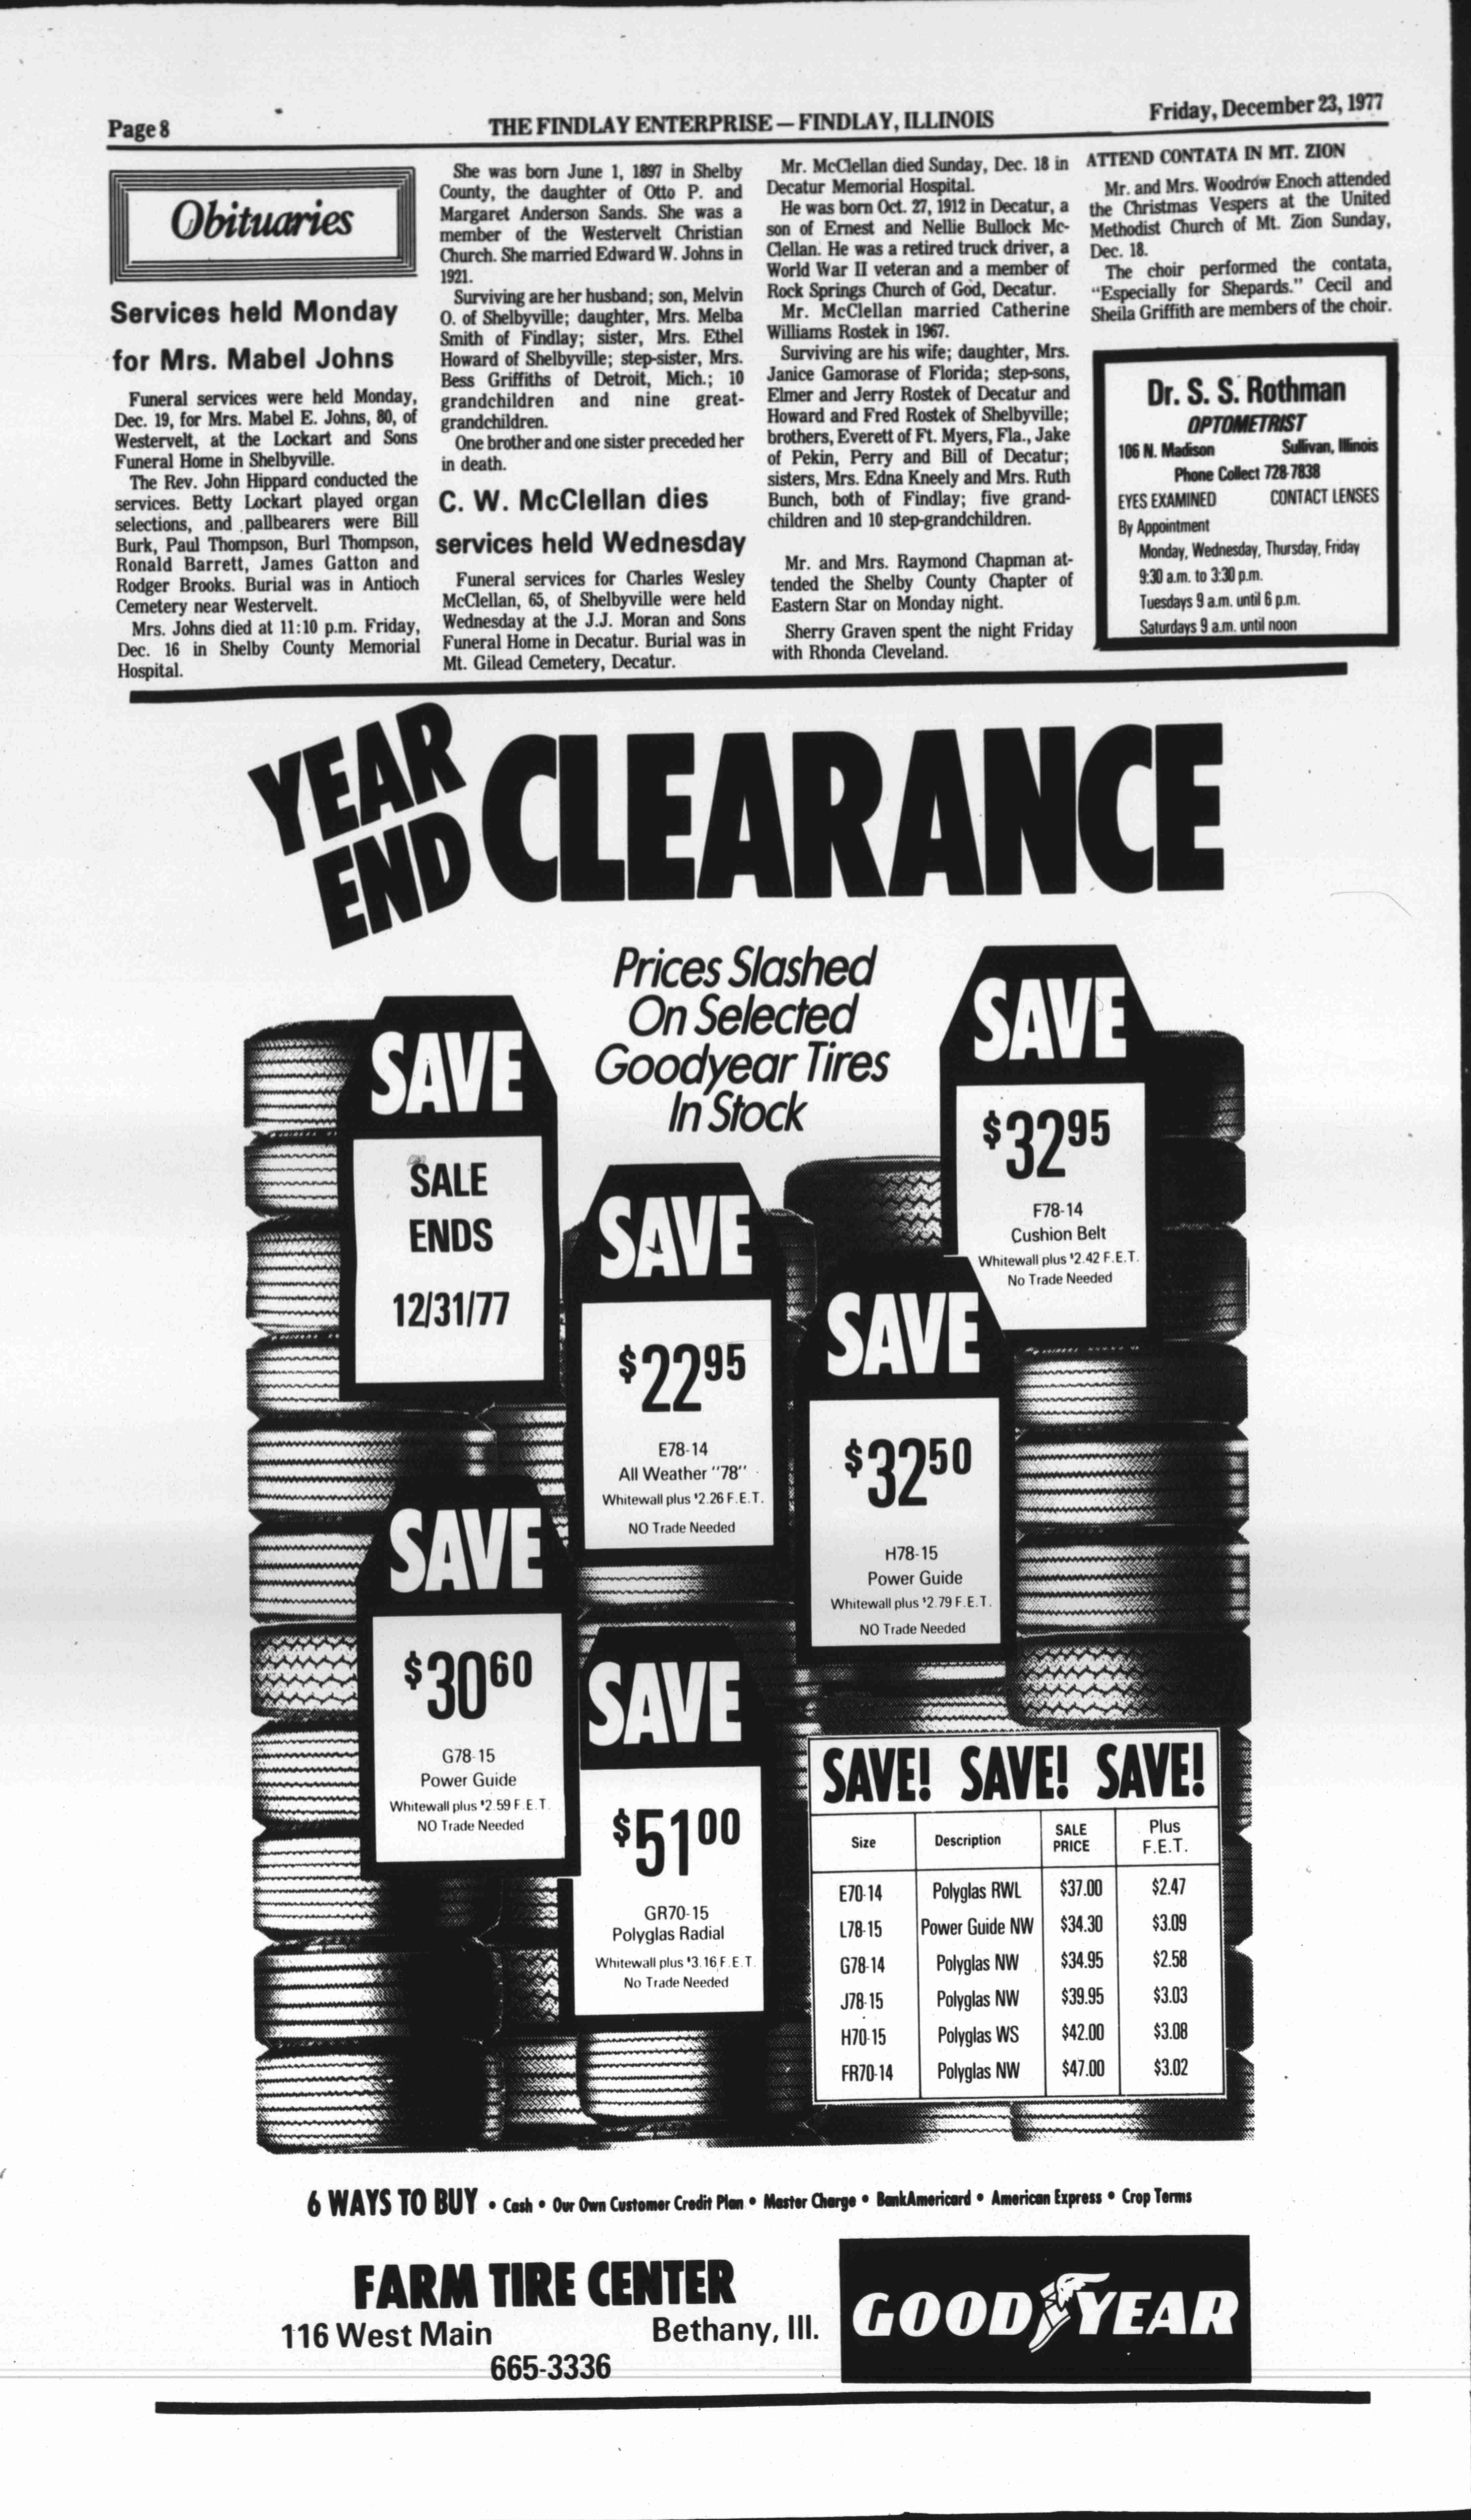 Page 8
THE FINDLAY ENTERPRISE — FINDLAY, ILLINOIS
Friday, December 23, 1977
Obituaries
Services held Monday
for Mrs. Mabel Johns
Funeral services were held Monday,
Dec. 19, for Mrs. Mabel E. Johns, 80, of
Westervelt, at the Lockart and Sons
Funeral Home in Shelbyville.
The Rev. John Hippard conducted the
services. Betty Lockart played organ
selections, and pallbearers were Bill
Burk, Paul Thompson, Burl Thompson,
Ronald Barrett, James Gatton and
Rodger Brooks. Burial was in Antioch
Cemetery near Westervelt.
Mrs. Johns died at 11:10 p.m. Friday,
Dec. 16 in Shelby County Memorial
Hospital.
She was born June 1, 1897 in Shelby
County, the daughter of Otto P. and
Margaret Anderson Sands. She was a
member of the Westervelt Christian
Church. She married Edward W. Johns in
1921.
Surviving are her husband; son, Melvin
O. of Shelbyville; daughter, Mrs. Melba
Smith of Findlay; sister, Mrs. Ethel
Howard of Shelbyville; step-sister, Mrs.
Bess Griffiths of Detroit, Mich.; 10
grandchildren and nine great-
grandchildren.
One brother and one sister preceded her
in death.
C. W. McClellan dies
services held Wednesday
Funeral services for Charles Wesley
McClellan, 65, of Shelbyville were held
Wednesday at the J.J. Moran and Sons
Funeral Home in Decatur. Burial was in
Mt. Gilead Cemetery, Decatur.
Mr. McClellan died Sunday, Dec. 18 in
Decatur Memorial Hospital.
He was born Oct. 27, 1912 in Decatur, a
son of Ernest and Nellie Bullock Mc-
Clellan. He was a retired truck driver, a
World War II veteran and a member of
Rock Springs Church of God, Decatur.
Mr. McClellan married Catherine
Williams Rostek in 1967.
Surviving are his wife; daughter, Mrs.
Janice Gamorase of Florida; step-sons,
Elmer and Jerry Rostek of Decatur and
Howard and Fred Rostek of Shelbyville;
brothers, Everett of Ft. Myers, Fla., Jake
of Pekin, Perry and Bill of Decatur;
sisters, Mrs. Edna Kneely and Mrs. Ruth
Bunch, both of Findlay; five grand-
children and 10 step-grandchildren.
Mr. and Mrs. Raymond Chapman at-
tended the Shelby County Chapter of
Eastern Star on Monday night.
Sherry Graven spent the night Friday
with Rhonda Cleveland.
ATTEND CONTATA IN MT. ZION
Mr. and Mrs. Woodrow Enoch attended
the Christmas Vespers at the United
Methodist Church of Mt. Zion Sunday,
Dec. 18.
The choir performed the contata,
"Especially for Shepards." Cecil and
Sheila Griffith are members of the choir.
Dr. S. S. Rothman
OPTOMETRIST
106 N. Madison Sullivan, Illinois
Phone Collect 728-7838
EYES EXAMINED CONTACT LENSES
By Appointment
Monday, Wednesday, Thursday, Friday
9:30 a.m. to 3:30 p.m.
Tuesdays 9 a.m. until 6 p.m.
Saturdays 9 a.m. until noon
YEAR
END
CLEARANCE
Prices Slashed
On Selected
Goodyear Tires
In Stock
SAVE
SALE
ENDS
12/31/77
SAVE
$32 95
F78-14
Cushion Belt
Whitewall plus $2.42 F.E.T.
No Trade Needed
SAVE
$22 95
E78-14
All Weather "78"
Whitewall plus $2.26 F.E.T.
NO Trade Needed
SAVE
$32 50
H78-15
Power Guide
Whitewall plus $2.79 F.E.T.
NO Trade Needed
SAVE
$30 60
G78-15
Power Guide
Whitewall plus $2.59 F.E.T.
NO Trade Needed
SAVE
$51 00
GR70-15
Polyglas Radial
Whitewall plus $3.16 F.E.T.
No Trade Needed
SAVE! SAVE! SAVE!
Size Description SALE PRICE Plus F.E.T.
E70-14 Polyglas RWL $37.00 $2.47
L78-15 Power Guide NW $34.30 $3.09
G78-14 Polyglas NW $34.95 $2.58
J78-15 Polyglas NW $39.95 $3.03
H70-15 Polyglas WS $42.00 $3.08
FR70-14 Polyglas NW $47.00 $3.02
6 WAYS TO BUY • Cash • Our Own Customer Credit Plan • Master Charge • BankAmericard • American Express • Crop Terms
FARM TIRE CENTER
116 West Main Bethany, Ill.
665-3336
GOODYEAR